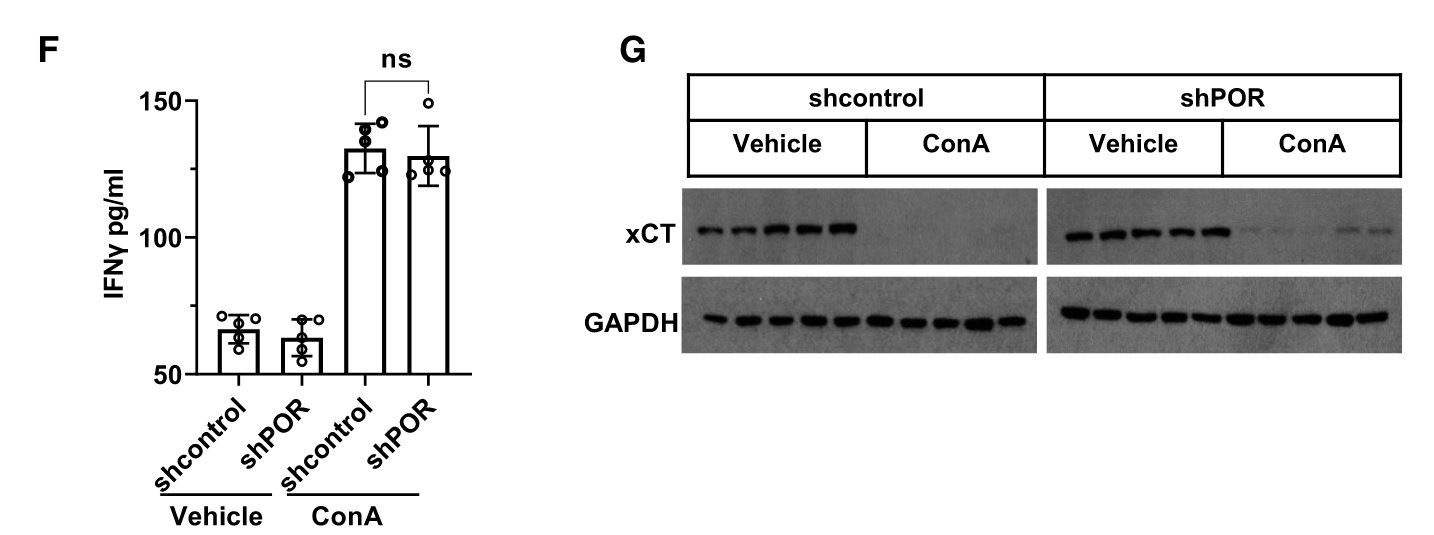 F
ns
150
100
50
IFNγ pg/ml
shcontrol
shPOR
shcontrol
shPOR
Vehicle
ConA
G
shcontrol shPOR
Vehicle ConA Vehicle ConA
xCT
GAPDH